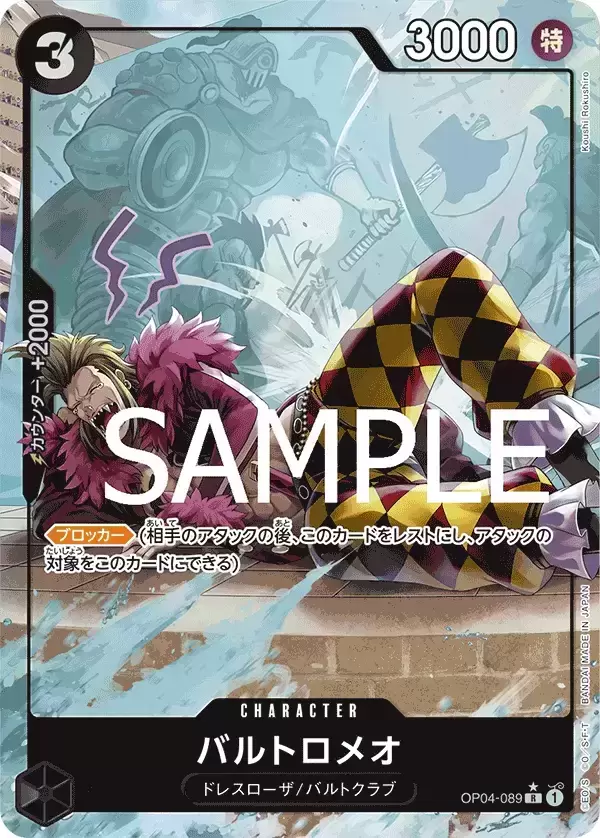 3
3000 特
Koushi Rokushiro
カウンター +2000
SAMPLE
ブロッカー (相手のアタックの後、このカードをレストにし、アタックの
対象をこのカードにできる)
CHARACTER
バルトロメオ
ドレスローザ/バルトクラブ
OP04-089 R 1
©E.O/S. ©O/S・F・T BANDAI MADE IN JAPAN